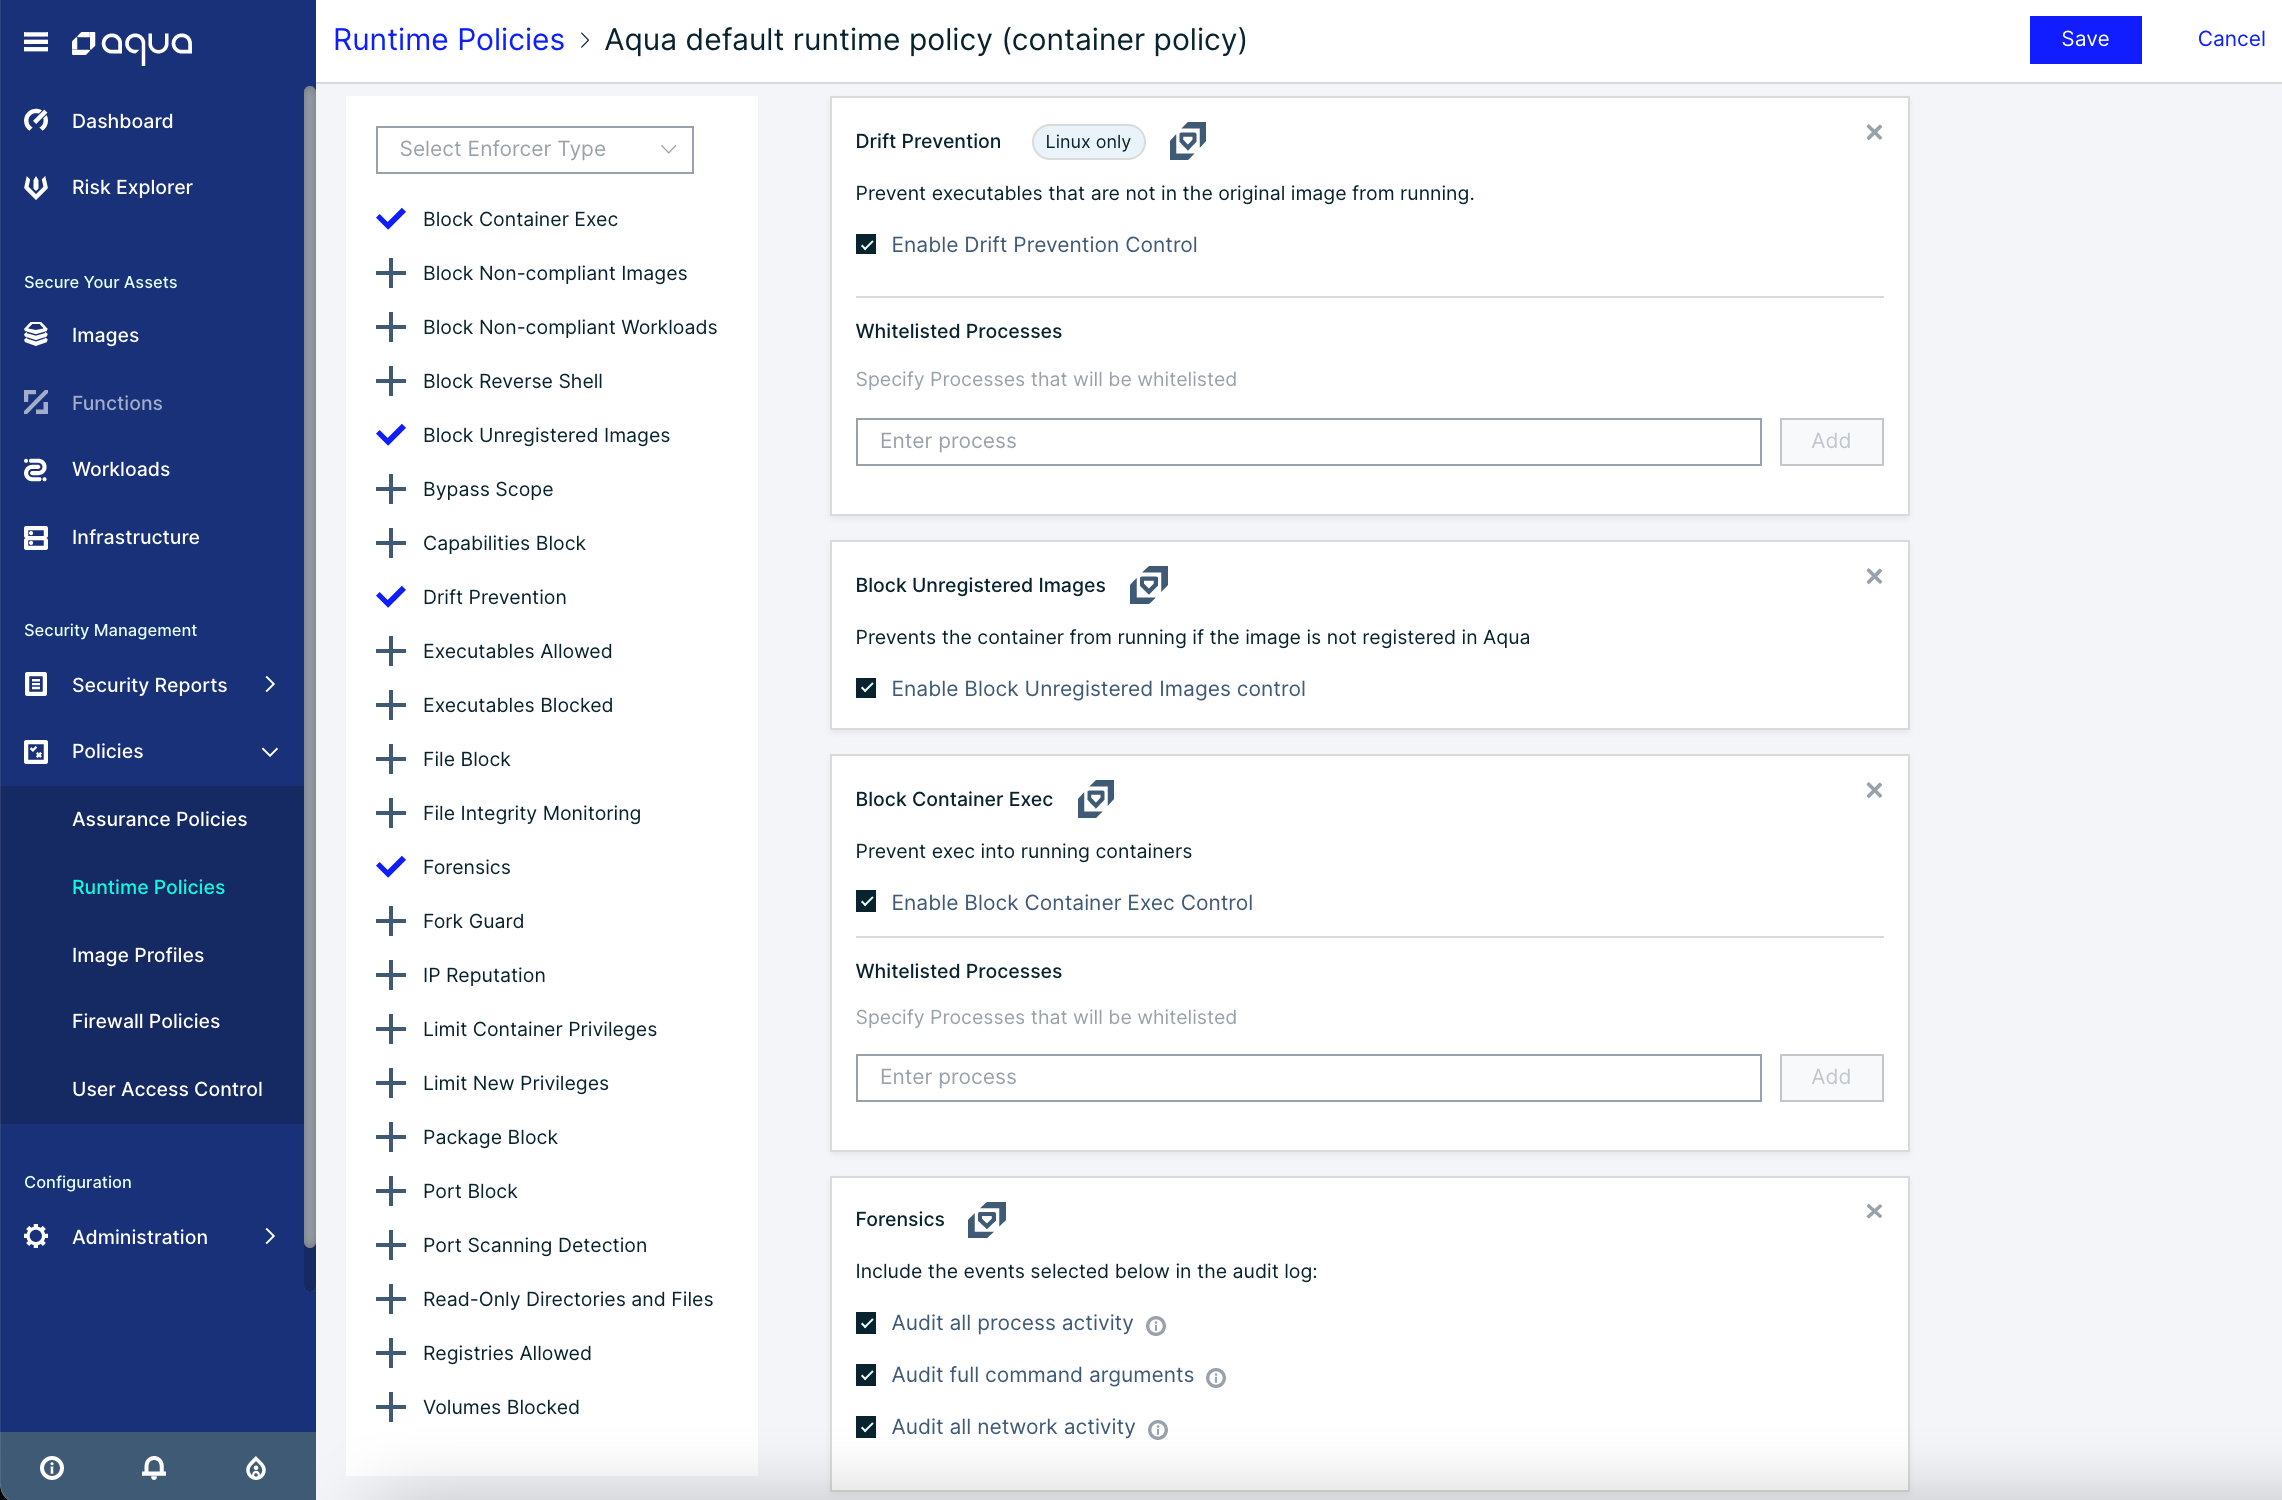 aqua
Dashboard
Risk Explorer
Secure Your Assets
Images
Functions
Workloads
Infrastructure
Security Management
Security Reports
Policies
Assurance Policies
Runtime Policies
Image Profiles
Firewall Policies
User Access Control
Configuration
Administration
Runtime Policies > Aqua default runtime policy (container policy)
Save
Cancel
Select Enforcer Type
Block Container Exec
Block Non-compliant Images
Block Non-compliant Workloads
Block Reverse Shell
Block Unregistered Images
Bypass Scope
Capabilities Block
Drift Prevention
Executables Allowed
Executables Blocked
File Block
File Integrity Monitoring
Forensics
Fork Guard
IP Reputation
Limit Container Privileges
Limit New Privileges
Package Block
Port Block
Port Scanning Detection
Read-Only Directories and Files
Registries Allowed
Volumes Blocked
Drift Prevention Linux only
Prevent executables that are not in the original image from running.
Enable Drift Prevention Control
Whitelisted Processes
Specify Processes that will be whitelisted
Enter process
Add
Block Unregistered Images
Prevents the container from running if the image is not registered in Aqua
Enable Block Unregistered Images control
Block Container Exec
Prevent exec into running containers
Enable Block Container Exec Control
Whitelisted Processes
Specify Processes that will be whitelisted
Enter process
Add
Forensics
Include the events selected below in the audit log:
Audit all process activity
Audit full command arguments
Audit all network activity